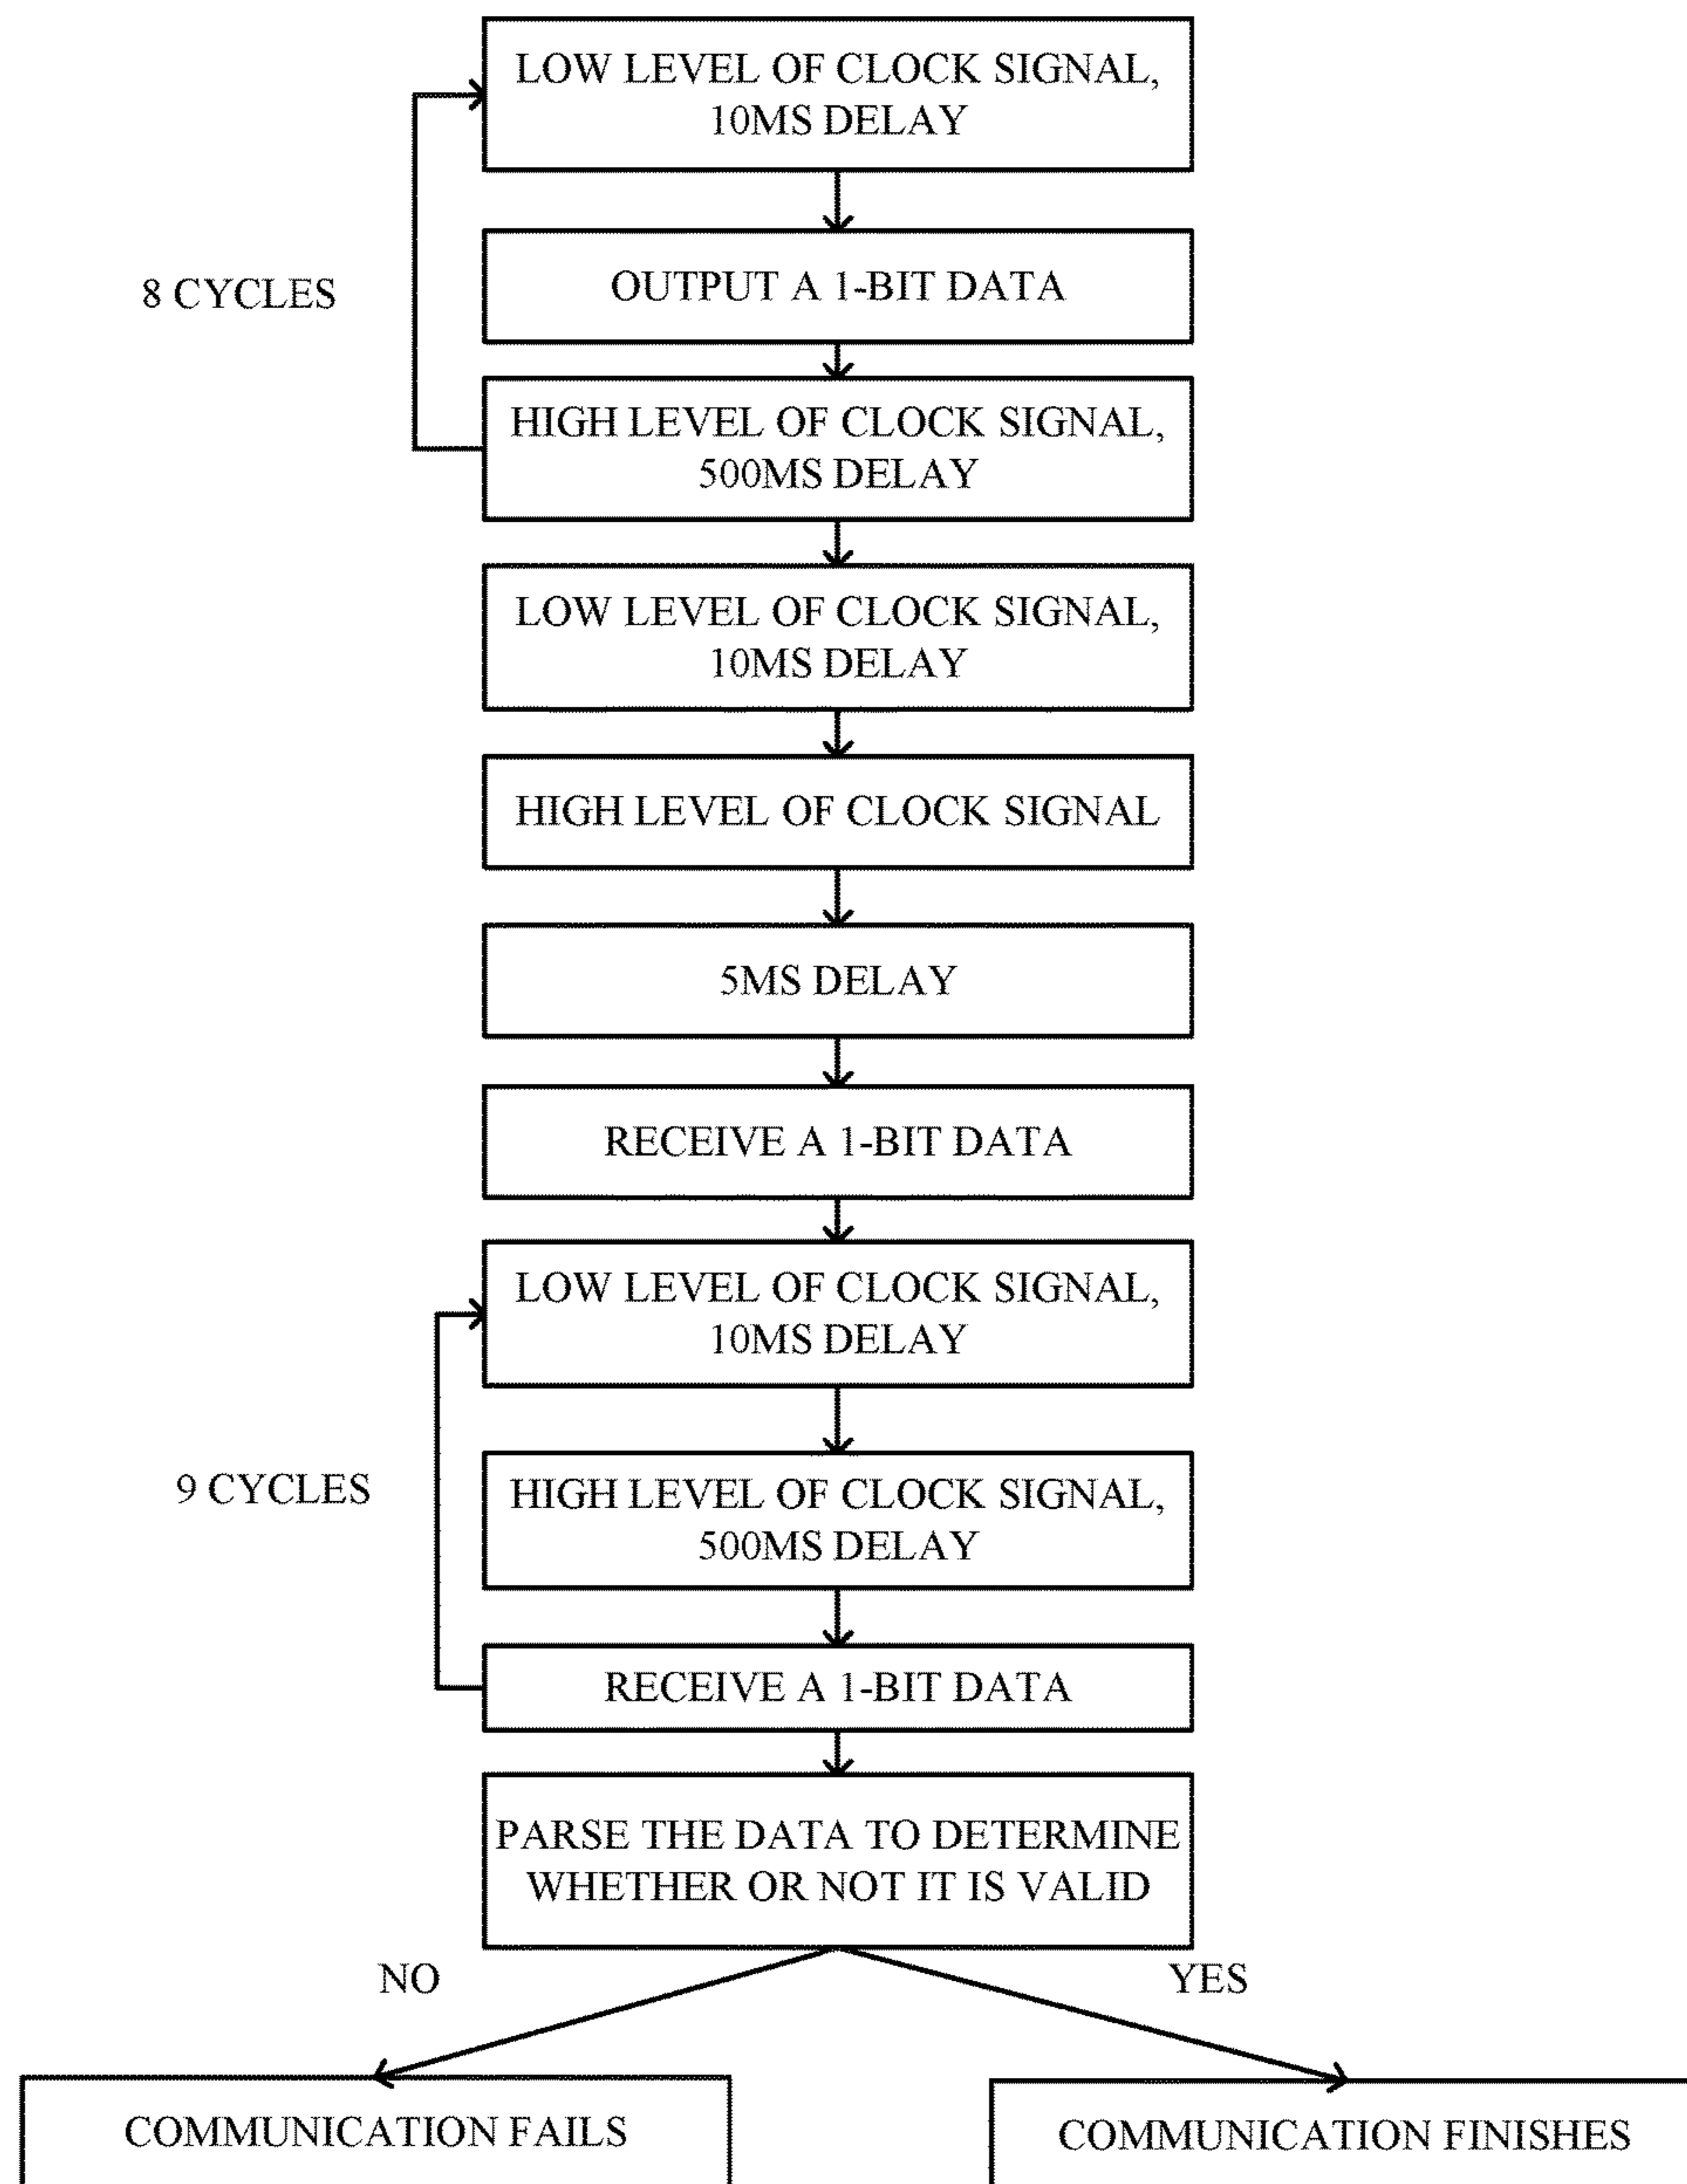 LOW LEVEL OF CLOCK SIGNAL,
10MS DELAY
8 CYCLES
OUTPUT A 1-BIT DATA
HIGH LEVEL OF CLOCK SIGNAL,
500MS DELAY
LOW LEVEL OF CLOCK SIGNAL,
10MS DELAY
HIGH LEVEL OF CLOCK SIGNAL
5MS DELAY
RECEIVE A 1-BIT DATA
LOW LEVEL OF CLOCK SIGNAL,
10MS DELAY
9 CYCLES
HIGH LEVEL OF CLOCK SIGNAL,
500MS DELAY
RECEIVE A 1-BIT DATA
PARSE THE DATA TO DETERMINE
WHETHER OR NOT IT IS VALID
NO
YES
COMMUNICATION FAILS
COMMUNICATION FINISHES